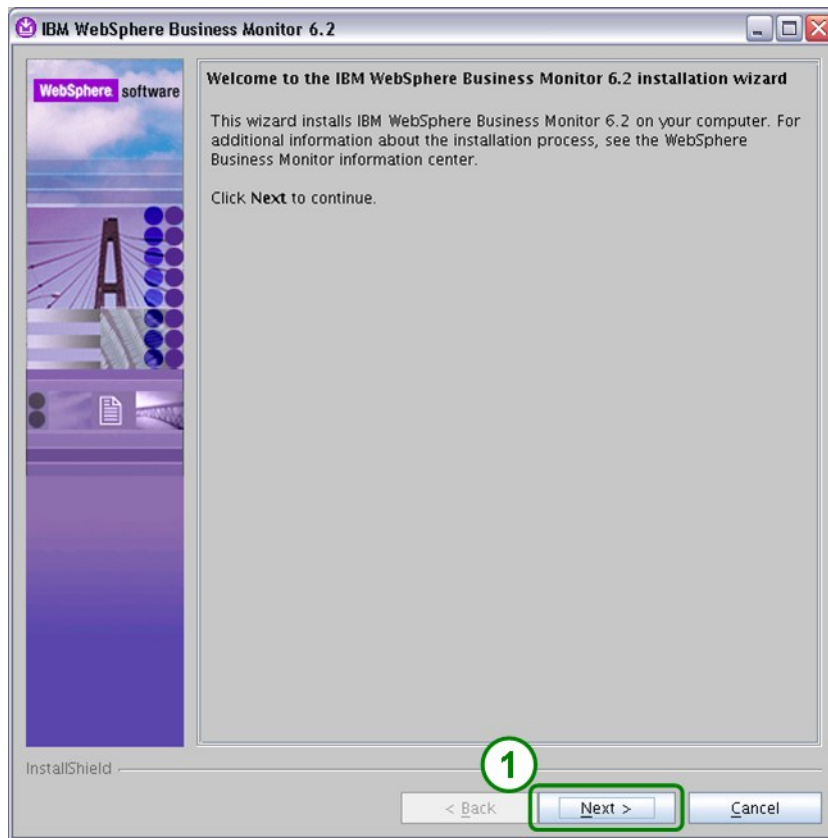 IBM WebSphere Business Monitor 6.2
WebSphere software
Welcome to the IBM WebSphere Business Monitor 6.2 installation wizard
This wizard installs IBM WebSphere Business Monitor 6.2 on your computer. For
additional information about the installation process, see the WebSphere
Business Monitor information center.
Click Next to continue.
InstallShield
1
< Back
Next >
Cancel